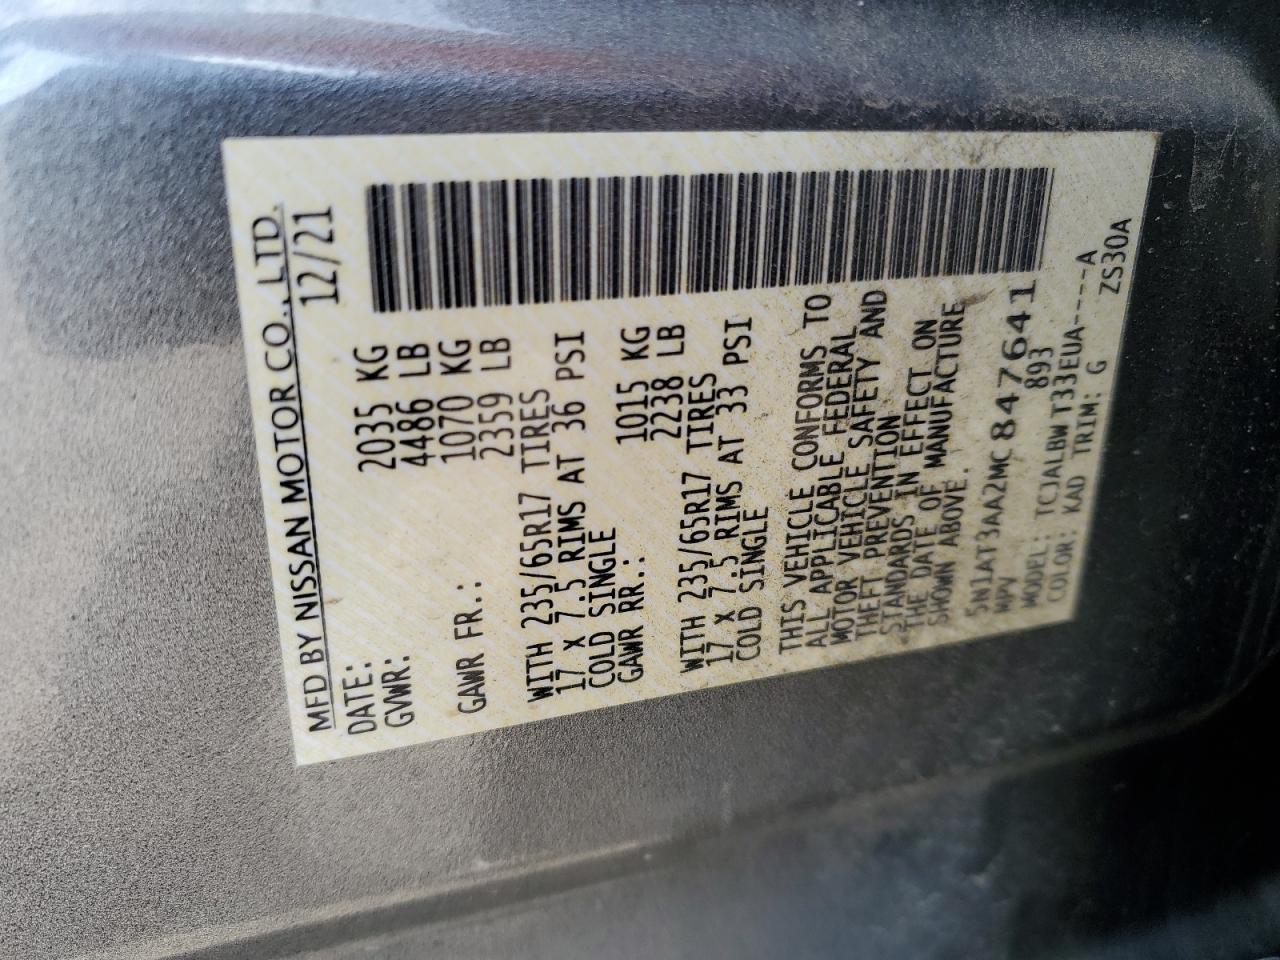 MFD BY NISSAN MOTOR CO.,LTD.
DATE: 12/21
GVWR: 2035 KG
4486 LB
GAWR FR.: 1070 KG
2359 LB
WITH 235/65R17 TIRES
17 x 7.5 RIMS AT 36 PSI
COLD SINGLE
GAWR RR.: 1015 KG
2238 LB
WITH 235/65R17 TIRES
17 x 7.5 RIMS AT 33 PSI
COLD SINGLE
THIS VEHICLE CONFORMS TO
ALL APPLICABLE FEDERAL
MOTOR VEHICLE SAFETY AND
THEFT PREVENTION
STANDARDS IN EFFECT ON
THE DATE OF MANUFACTURE
SHOWN ABOVE.
5N1AT3AA2MC847641
MPV 893
MODEL: TCJALBWT33EUA----A
COLOR: KAD TRIM: G ZS30A